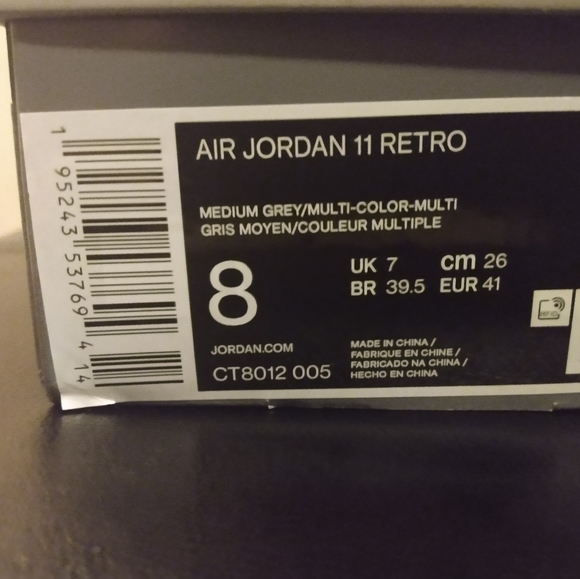 AIR JORDAN 11 RETRO
MEDIUM GREY/MULTI-COLOR-MULTI
GRIS MOYEN/COULEUR MULTIPLE
8
UK 7 cm 26
BR 39.5 EUR 41
JORDAN.COM
CT8012 005
MADE IN CHINA /
FABRIQUE EN CHINE /
FABRICADO NA CHINA /
HECHO EN CHINA
1 95243 53769 4 14